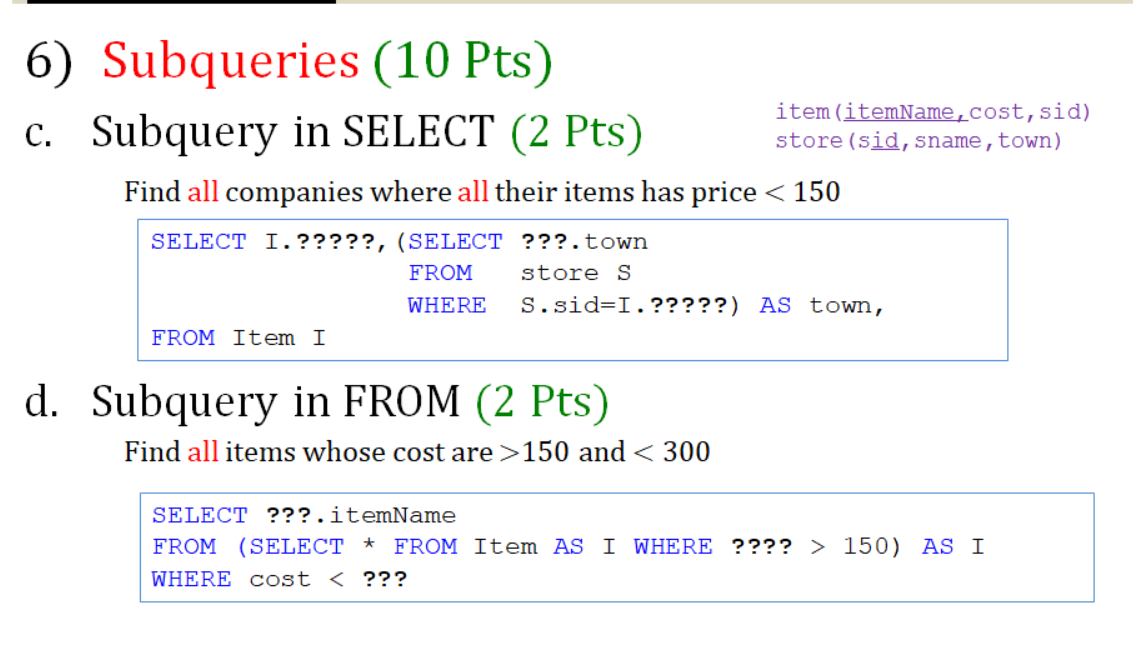 6) Subqueries (10 Pts)
c. Subquery in SELECT (2 Pts)
item(itemName,cost,sid)
store(sid,sname,town)
Find all companies where all their items has price < 150
SELECT I.?????,(SELECT ???.town
FROM store S
WHERE S.sid=I.?????) AS town,
FROM Item I
d. Subquery in FROM (2 Pts)
Find all items whose cost are >150 and < 300
SELECT ???.itemName
FROM (SELECT * FROM Item AS I WHERE ???? > 150) AS I
WHERE cost < ???